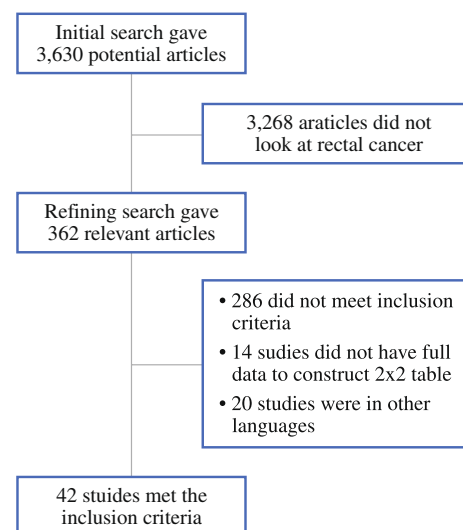 Initial search gave
3,630 potential articles
3,268 araticles did not
look at rectal cancer
Refining search gave
362 relevant articles
• 286 did not meet inclusion
criteria
• 14 sudies did not have full
data to construct 2x2 table
• 20 studies were in other
languages
42 stuides met the
inclusion criteria